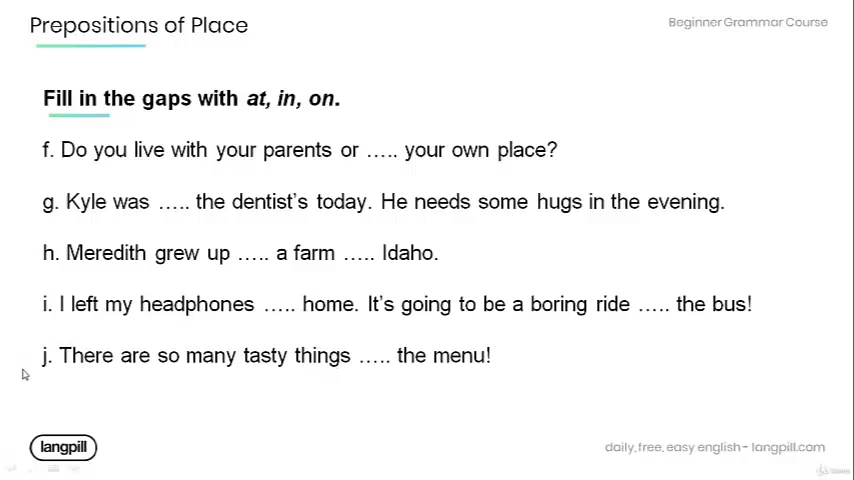 Prepositions of Place
Beginner Grammar Course
Fill in the gaps with at, in, on.
f. Do you live with your parents or ..... your own place?
g. Kyle was ..... the dentist's today. He needs some hugs in the evening.
h. Meredith grew up ..... a farm ..... Idaho.
i. I left my headphones ..... home. It's going to be a boring ride ..... the bus!
j. There are so many tasty things ..... the menu!
langpill
daily, free, easy english - langpill.com